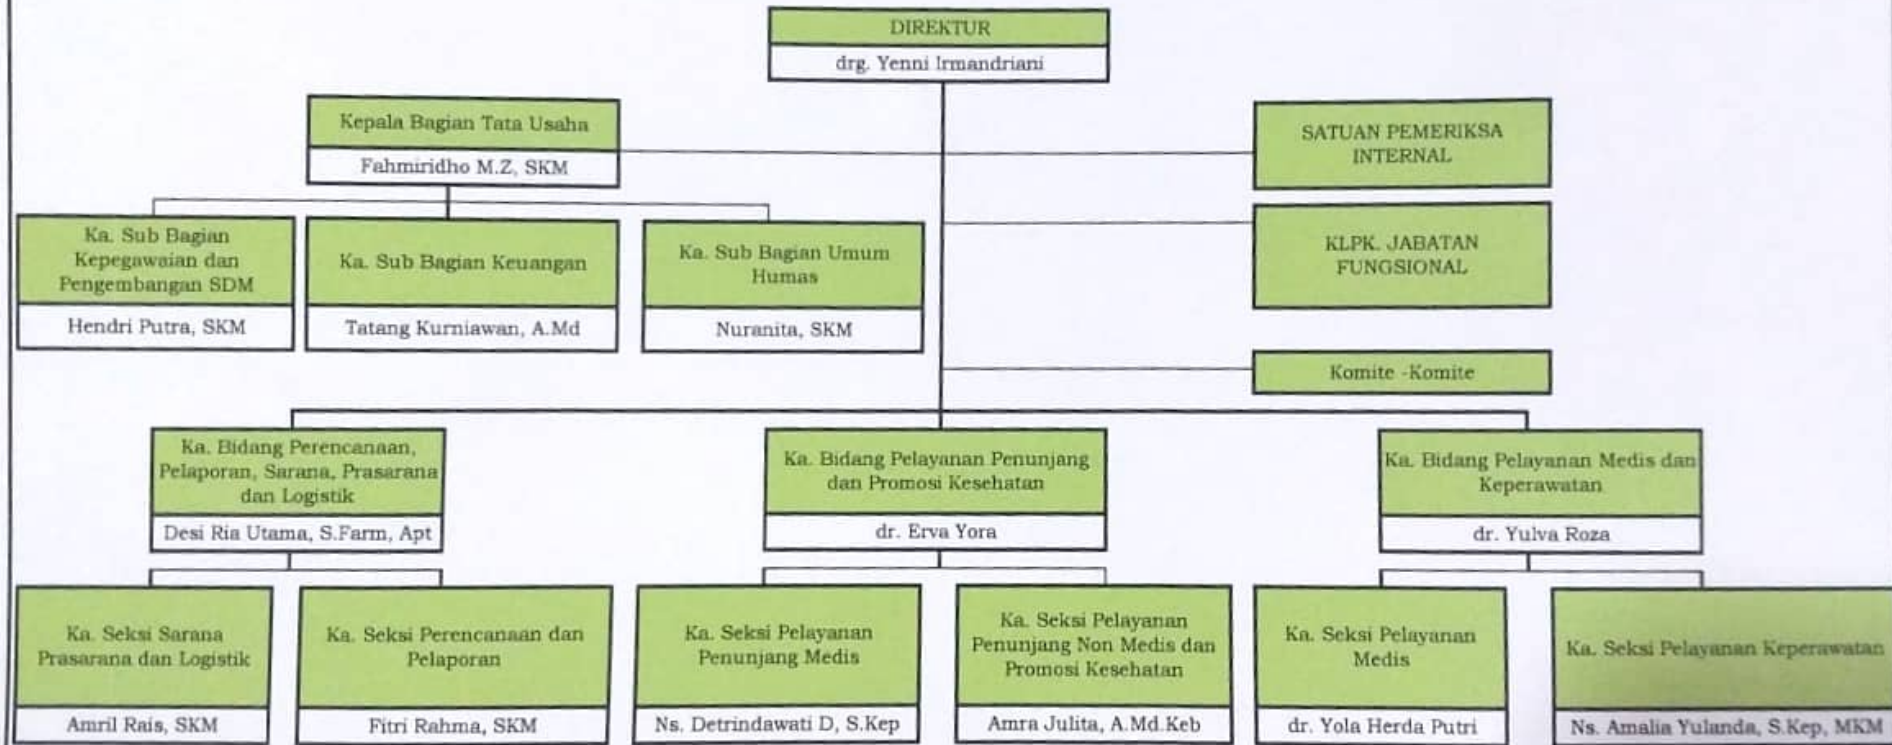 DIREKTUR
drg. Yenni Irmandriani
Kepala Bagian Tata Usaha
Fahmiridho M.Z, SKM
SATUAN PEMERIKSA
INTERNAL
Ka. Sub Bagian
Kepegawaian dan
Pengembangan SDM
Hendri Putra, SKM
Ka. Sub Bagian Keuangan
Tatang Kurniawan, A.Md
Ka. Sub Bagian Umum
Humas
Nuranita, SKM
KLPK. JABATAN
FUNGSIONAL
Komite -Komite
Ka. Bidang Perencanaan,
Pelaporan, Sarana, Prasarana
dan Logistik
Desi Ria Utama, S.Farm, Apt
Ka. Bidang Pelayanan Penunjang
dan Promosi Kesehatan
dr. Erva Yora
Ka. Bidang Pelayanan Medis dan
Keperawatan
dr. Yulva Roza
Ka. Seksi Sarana
Prasarana dan Logistik
Amril Rais, SKM
Ka. Seksi Perencanaan dan
Pelaporan
Fitri Rahma, SKM
Ka. Seksi Pelayanan
Penunjang Medis
Ns. Detrindawati D, S.Kep
Ka. Seksi Pelayanan
Penunjang Non Medis dan
Promosi Kesehatan
Amra Julita, A.Md.Keb
Ka. Seksi Pelayanan
Medis
dr. Yola Herda Putri
Ka. Seksi Pelayanan Keperawatan
Ns. Amalia Yulanda, S.Kep, MKM